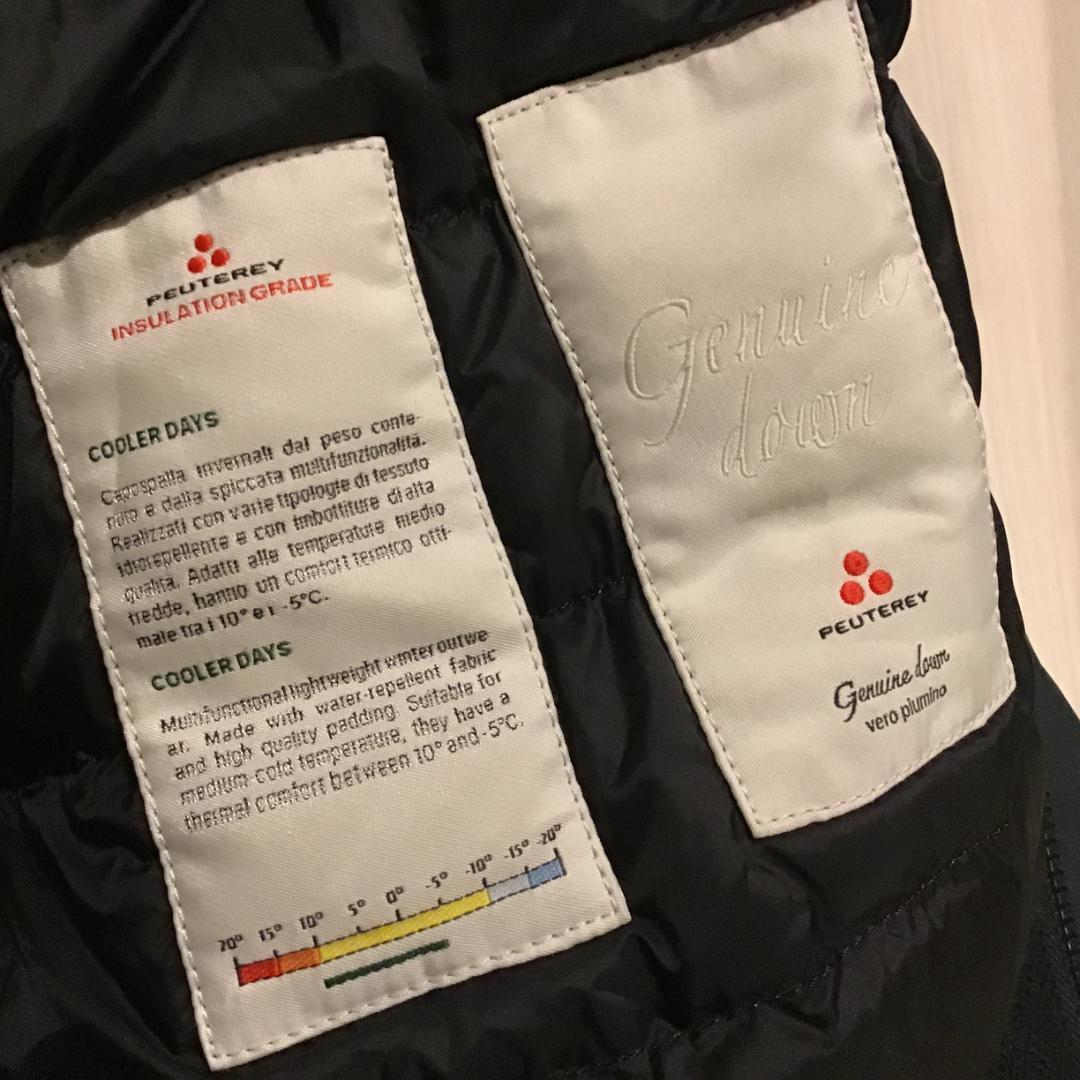 PEUTEREY
INSULATION GRADE
COOLER DAYS
Capospalla invernali dal peso conte-
nuto e dalla spiccata multifunzionalità.
Realizzati con varie tipologie di tessuto
idrorepellente e con imbottiture di alta
qualità. Adatti alle temperature medio
fredde, hanno un comfort termico otti-
male tra i 10° e i -5°C.
COOLER DAYS
Multifunctional lightweight winter outwe
ar. Made with water-repellent fabric
and high quality padding. Suitable for
medium-cold temperature, they have a
thermal comfort between 10° and -5°C.
20° 15° 10° 5° 0° -5° -10° -15° -20°
Genuine
down
PEUTEREY
Genuine down
vero piumino